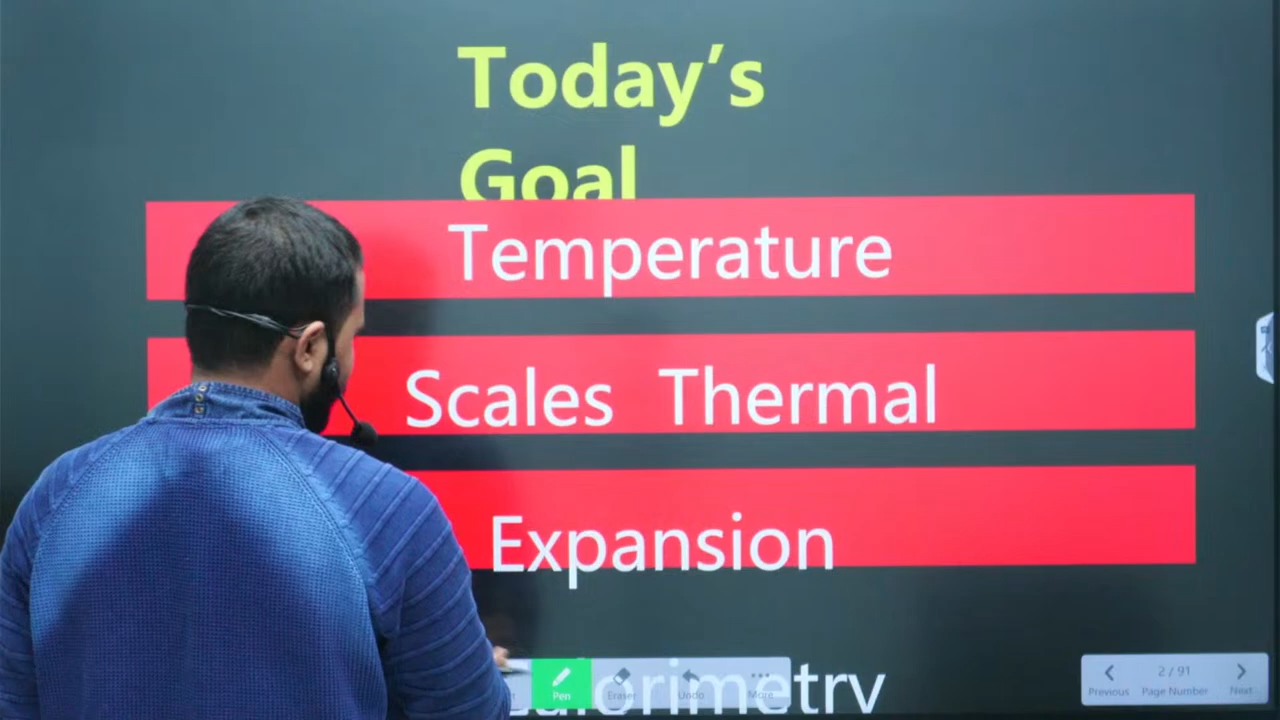 Today’s
Goal
Temperature
Scales Thermal
Expansion
Pen
Eraser
Undo
More
Previous
2 / 91
Page Number
Next